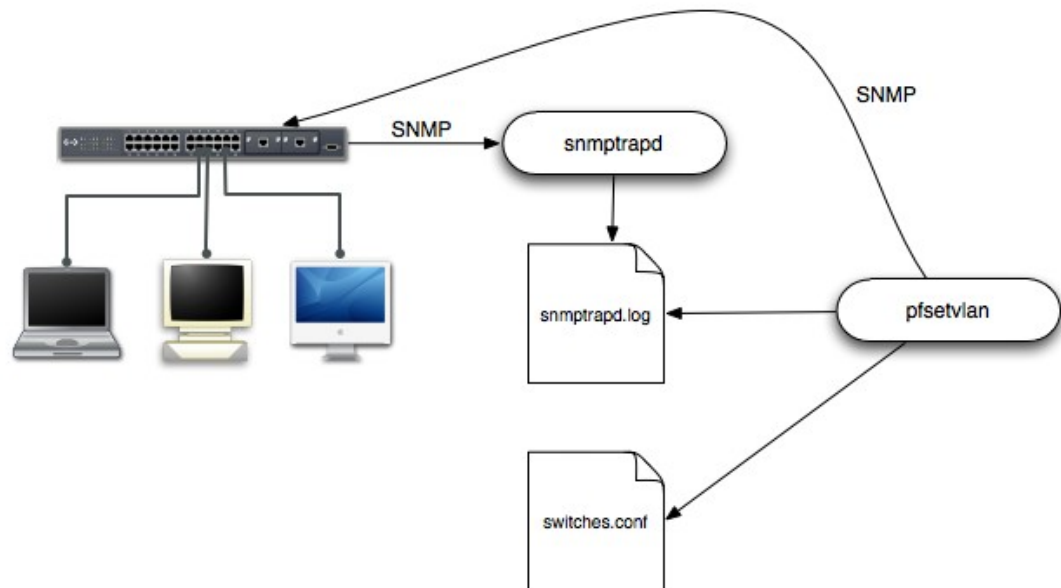 SNMP
SNMP
snmptrapd
snmptrapd.log
pfsetvlan
switches.conf